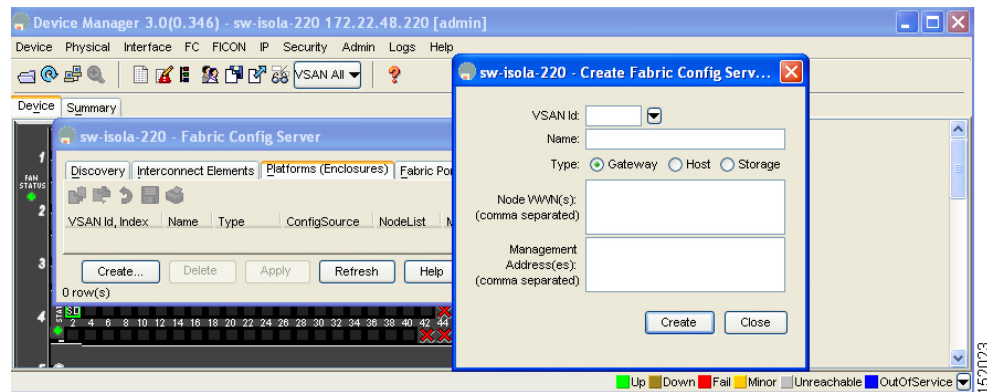 Device Manager 3.0(0.346) - sw-isola-220 172.22.48.220 [admin]
Device Physical Interface FC FICON IP Security Admin Logs Help
VSAN All
Device Summary
sw-isola-220 - Fabric Config Server
Discovery Interconnect Elements Platforms (Enclosures) Fabric Por
VSAN Id, Index Name Type ConfigSource NodeList M
Create... Delete Apply Refresh Help
0 row(s)
1
FAN
STATUS
2
3
4
2 4 6 8 10 12 14 16 18 20 22 24 26 28 30 32 34 36 38 40 42 44
sw-isola-220 - Create Fabric Config Serv...
VSAN Id:
Name:
Type: Gateway Host Storage
Node WWN(s):
(comma separated)
Management
Address(es):
(comma separated)
Create Close
Up Down Fail Minor Unreachable OutOfService
152023